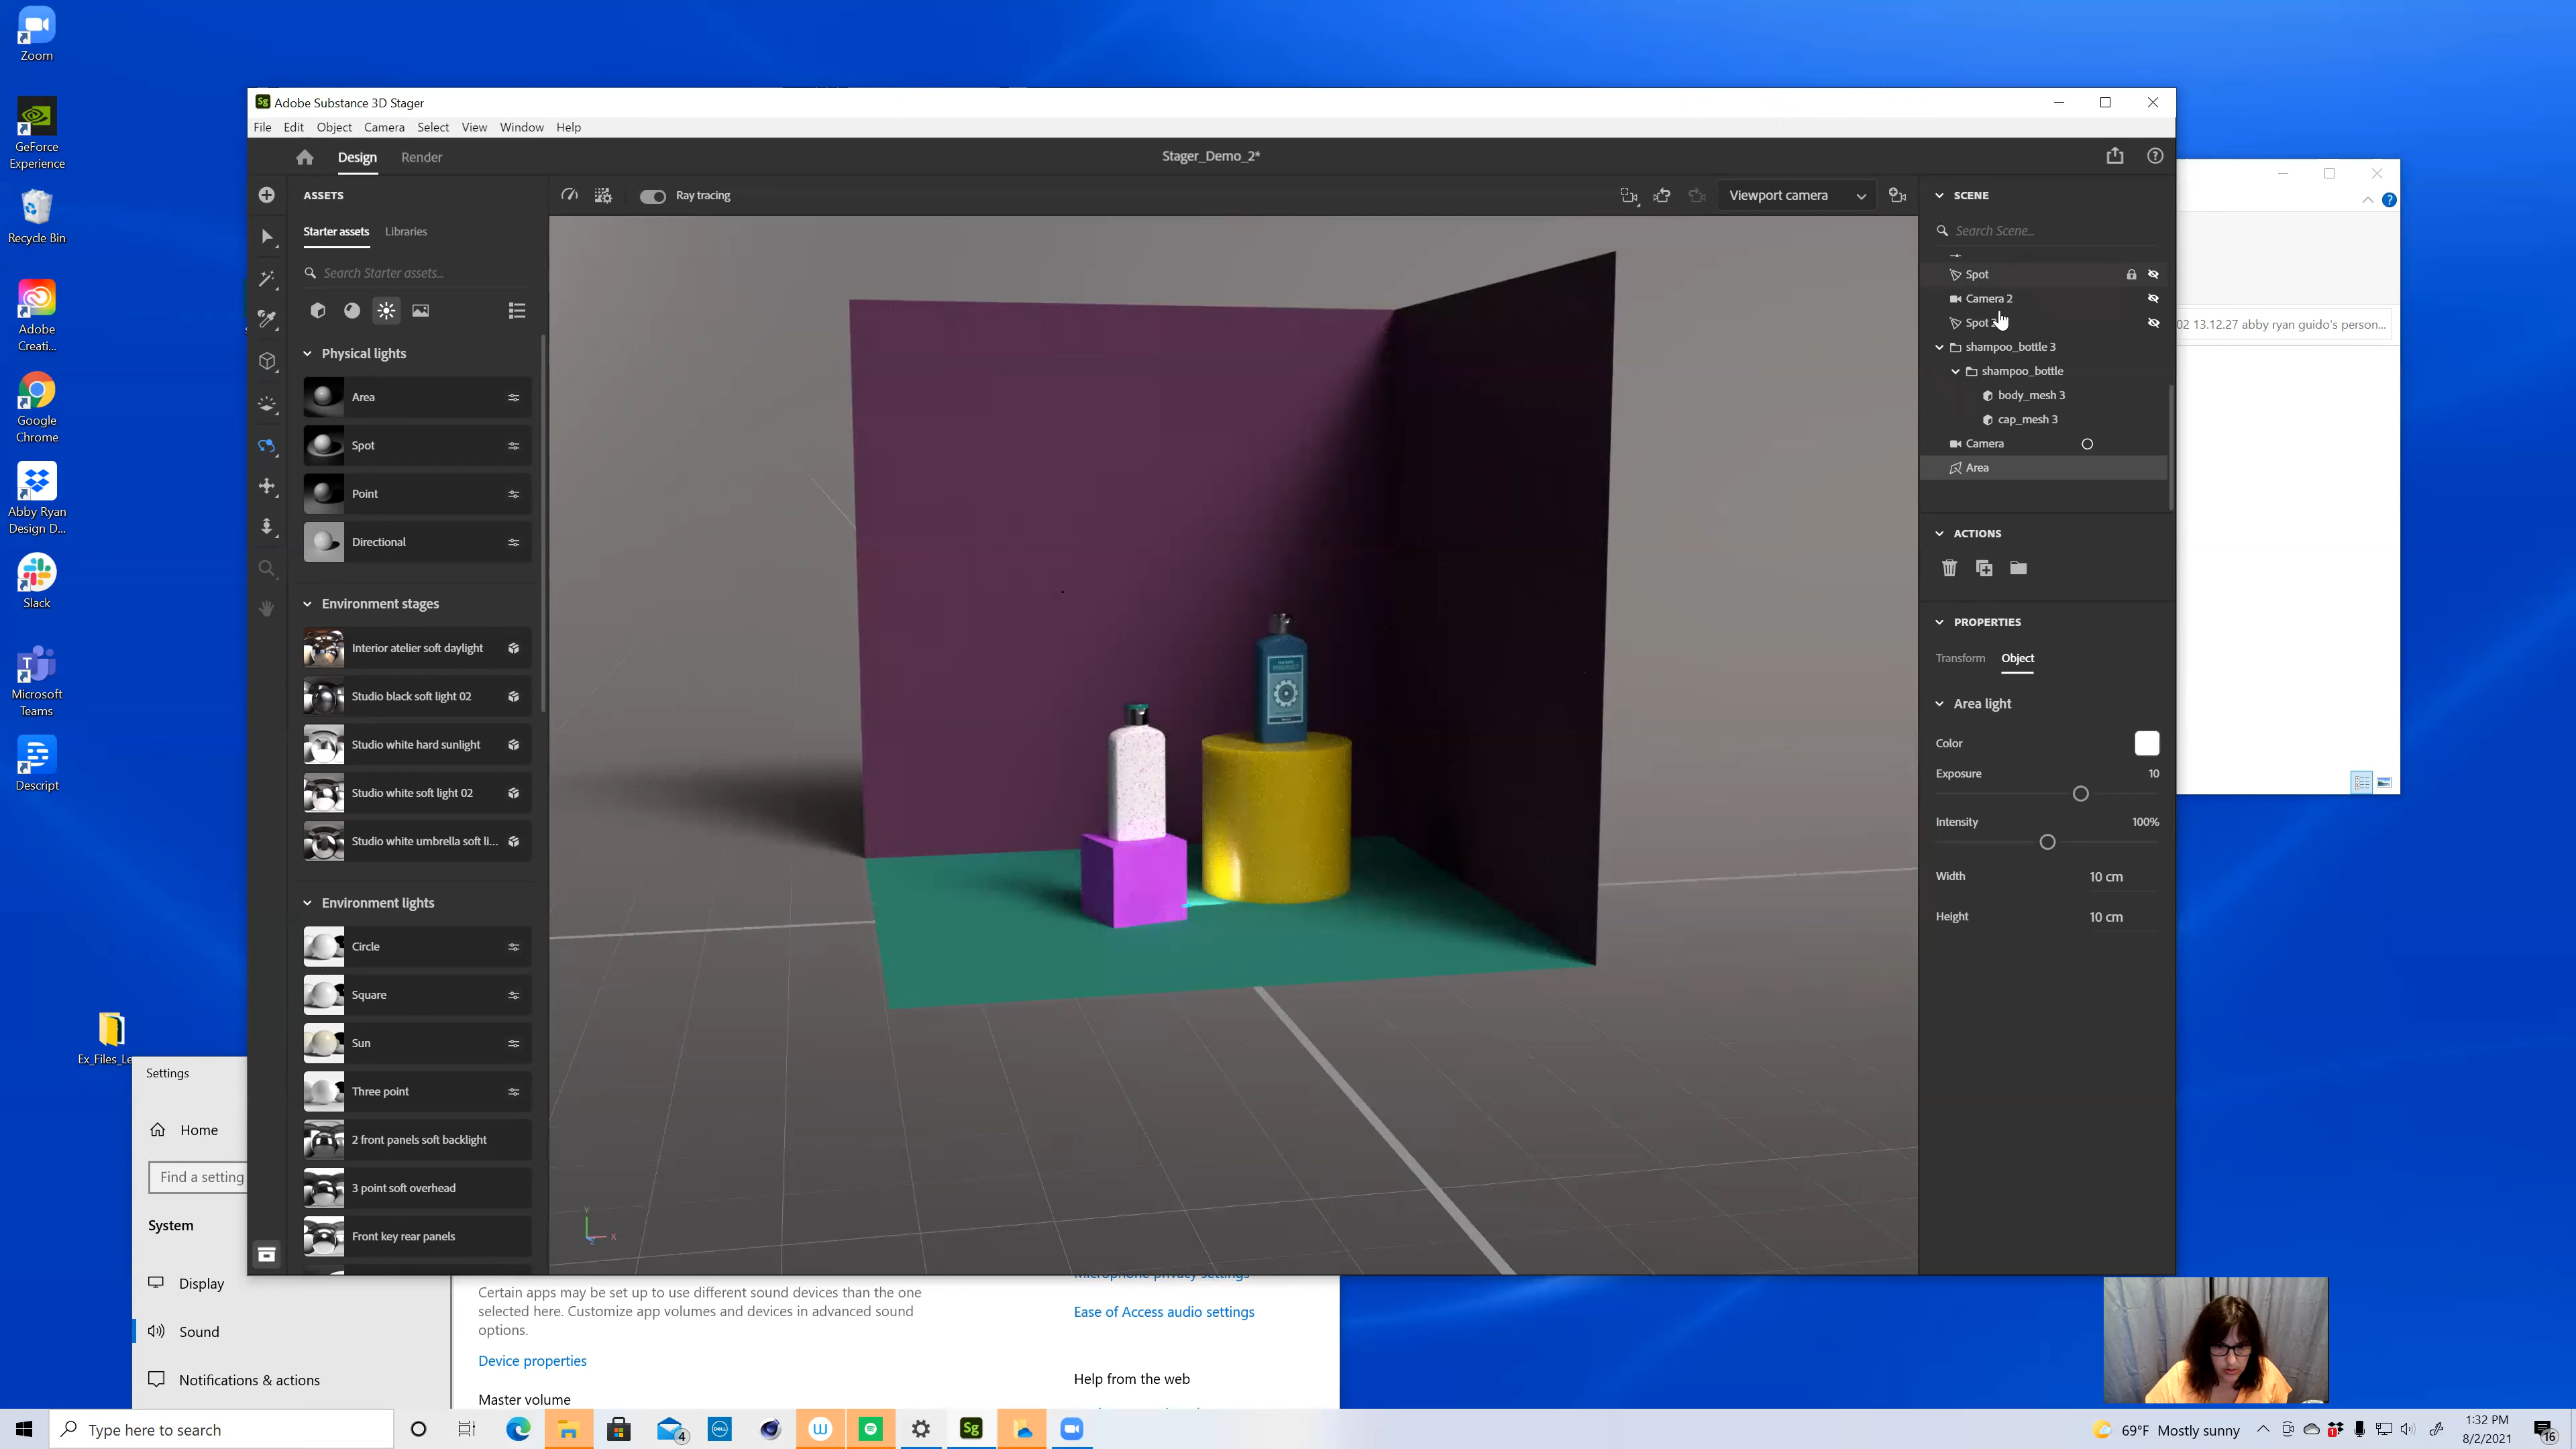 Zoom
GeForce
Experience
Recycle Bin
Adobe
Creati...
Google
Chrome
Abby Ryan
Design D...
Slack
Microsoft
Teams
Descript
Ex_Files_Le
Sg Adobe Substance 3D Stager
File Edit Object Camera Select View Window Help
Design Render
Stager_Demo_2*
ASSETS
Starter assets Libraries
Search Starter assets...
Physical lights
Area
Spot
Point
Directional
Environment stages
Interior atelier soft daylight
Studio black soft light 02
Studio white hard sunlight
Studio white soft light 02
Studio white umbrella soft li...
Environment lights
Circle
Square
Sun
Three point
2 front panels soft backlight
3 point soft overhead
Front key rear panels
Ray tracing
Viewport camera
Y
X
Z
SCENE
Search Scene...
Spot
Camera 2
Spot
shampoo_bottle 3
shampoo_bottle
body_mesh 3
cap_mesh 3
Camera
Area
ACTIONS
PROPERTIES
Transform Object
Area light
Color
Exposure 10
Intensity 100%
Width 10 cm
Height 10 cm
02 13.12.27 abby ryan guido's person...
Settings
Home
Find a setting
System
Display
Sound
Notifications & actions
Certain apps may be set up to use different sound devices than the one
selected here. Customize app volumes and devices in advanced sound
options.
Device properties
Master volume
Microphone privacy settings
Ease of Access audio settings
Help from the web
Type here to search
4
DELL
Sg
69°F Mostly sunny
1:32 PM
8/2/2021
16